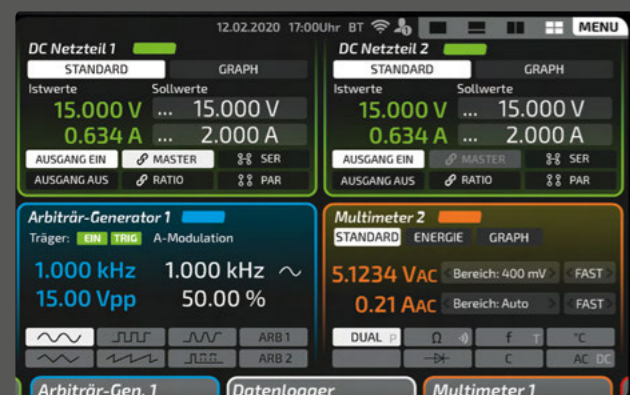 12.02.2020 17:00Uhr BT MENU
DC Netzteil 1
STANDARD GRAPH
Istwerte Sollwerte
15.000 V ... 15.000 V
0.634 A ... 2.000 A
AUSGANG EIN MASTER SER
AUSGANG AUS RATIO PAR
DC Netzteil 2
STANDARD GRAPH
Istwerte Sollwerte
15.000 V ... 15.000 V
0.634 A ... 2.000 A
AUSGANG EIN MASTER SER
AUSGANG AUS RATIO PAR
Arbiträr-Generator 1
Träger: EIN TRIG A-Modulation
1.000 kHz 1.000 kHz
15.00 Vpp 50.00 %
ARB 1
ARB 2
Multimeter 2
STANDARD ENERGIE GRAPH
5.1234 VAC Bereich: 400 mV FAST
0.21 AAC Bereich: Auto FAST
DUAL P Ω f T °C
C AC DC
Arbiträr-Gen. 1
Datenlogger
Multimeter 1